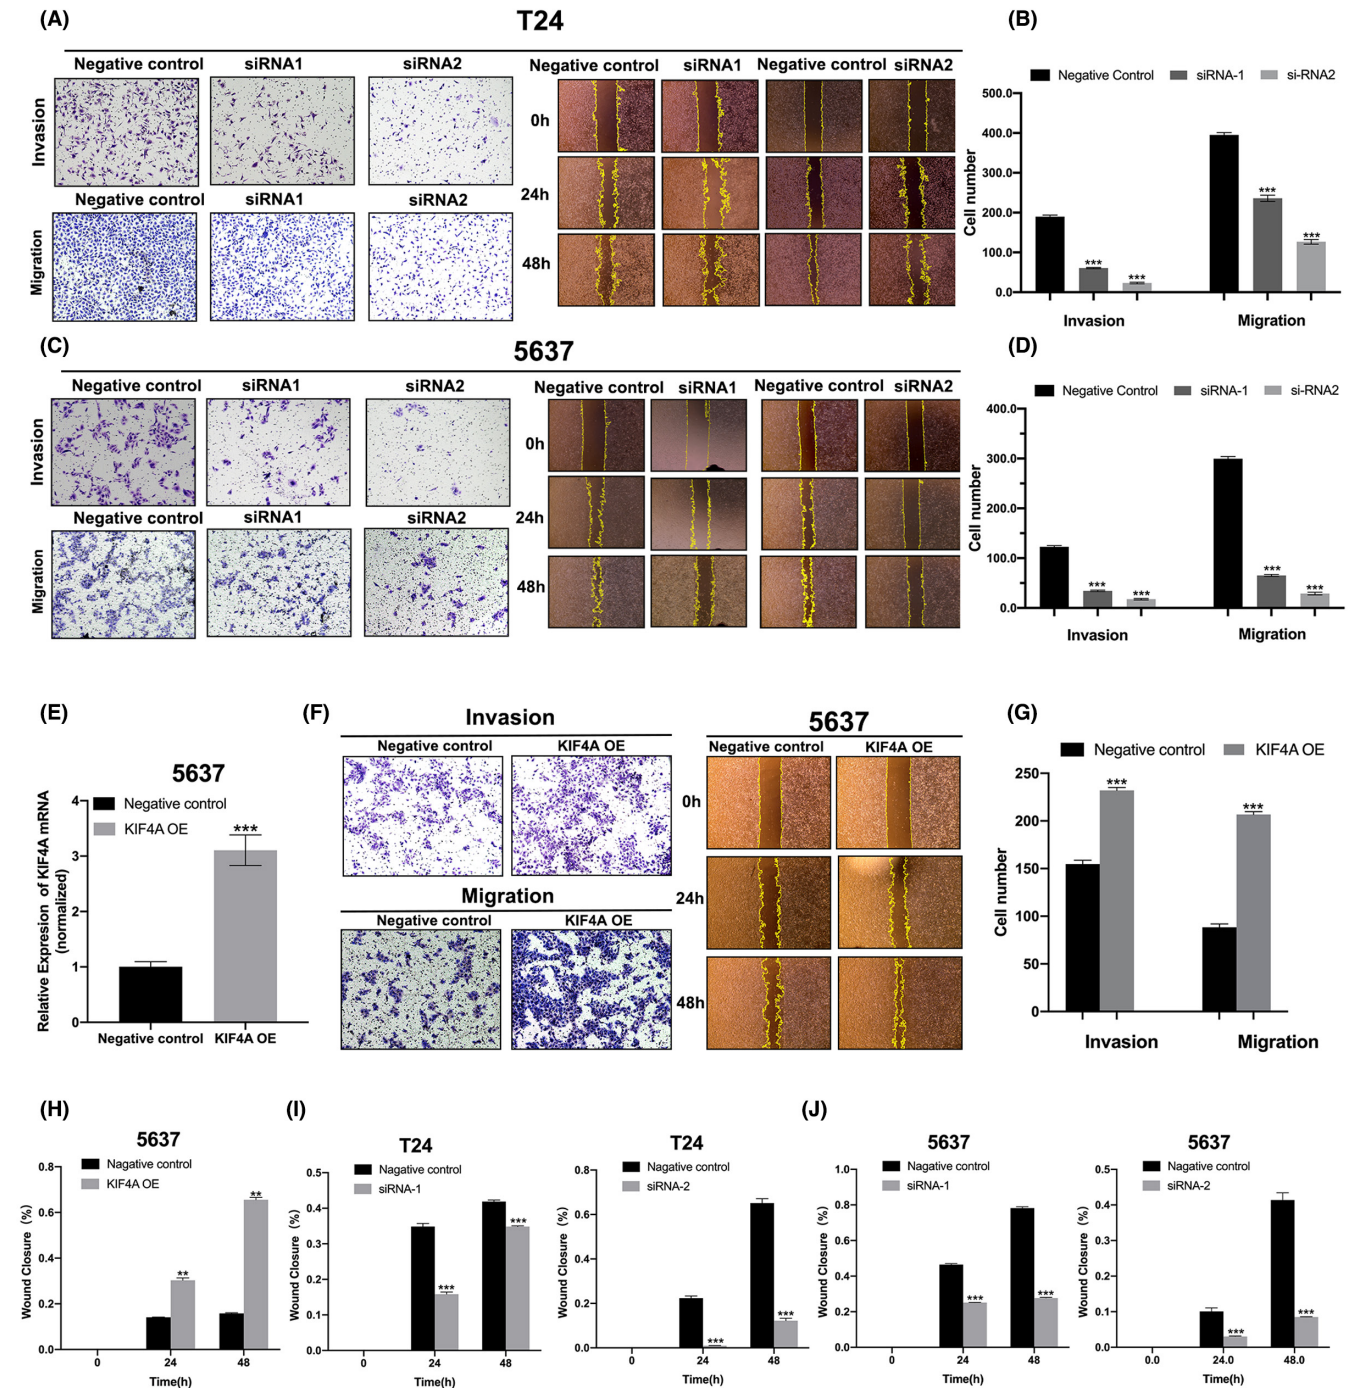 (A)
T24
Negative control siRNA1 siRNA2
Negative control siRNA1 Negative control siRNA2
Invasion
0h
24h
48h
Negative control siRNA1 siRNA2
Migration
(B)
Negative Control siRNA-1 si-RNA2
Cell number
500.0
400.0
300.0
200.0
100.0
0.0
*** *** *** ***
Invasion Migration
(C)
5637
Negative control siRNA1 siRNA2
Negative control siRNA1 Negative control siRNA2
Invasion
0h
24h
48h
Negative control siRNA1 siRNA2
Migration
(D)
Negative Control siRNA-1 si-RNA2
Cell number
400.0
300.0
200.0
100.0
0.0
*** *** *** ***
Invasion Migration
(E)
5637
Negative control
KIF4A OE
Relative Expresion of KIF4A mRNA
(normalized)
4
3
2
1
0
***
Negative control KIF4A OE
(F)
Invasion
Negative control KIF4A OE
Migration
Negative control KIF4A OE
5637
Negative control KIF4A OE
0h
24h
48h
(G)
Negative control KIF4A OE
Cell number
250
200
150
100
50
0
*** ***
Invasion Migration
(H)
5637
Nagative control
KIF4A OE
Wound Closure (%)
0.8
0.6
0.4
0.2
0.0
** **
0 24 48
Time(h)
(I)
T24
Nagative control
siRNA-1
Wound Closure (%)
0.5
0.4
0.3
0.2
0.1
0.0
*** ***
0 24 48
Time(h)
T24
Nagative control
siRNA-2
Wound Closure (%)
0.8
0.6
0.4
0.2
0.0
*** ***
0 24 48
Time(h)
(J)
5637
Nagative control
siRNA-1
Wound Closure (%)
1.0
0.8
0.6
0.4
0.2
0.0
*** ***
0 24 48
Time(h)
5637
Nagative control
siRNA-2
Wound Closure (%)
0.5
0.4
0.3
0.2
0.1
0.0
*** ***
0.0 24.0 48.0
Time(h)